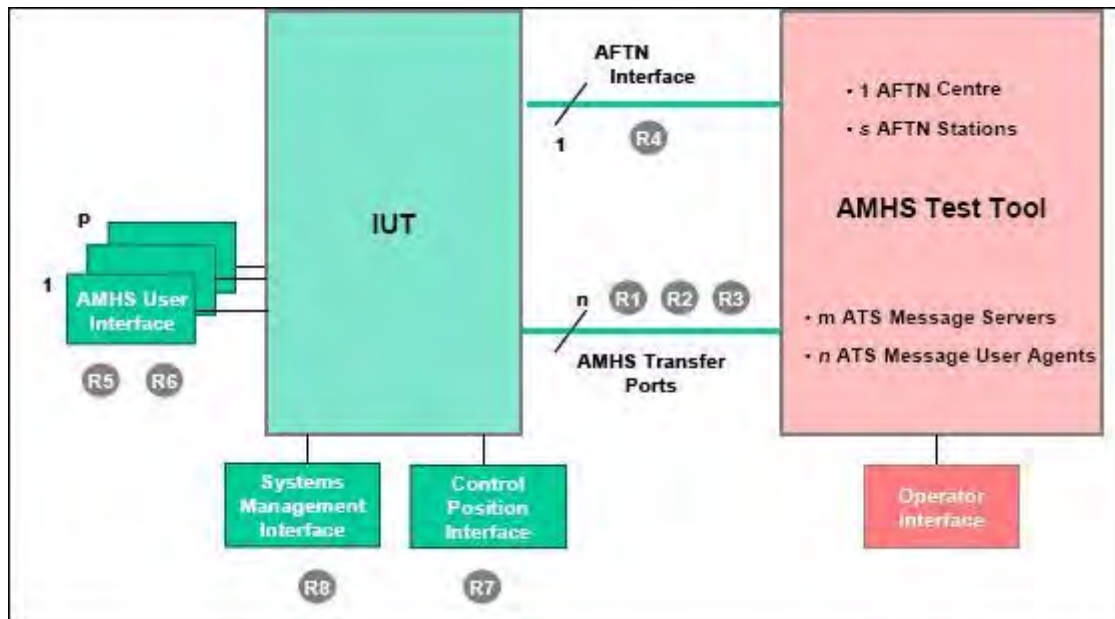 AFTN
Interface
1
R4
• 1 AFTN Centre
• s AFTN Stations
IUT
AMHS Test Tool
P
1
AMHS User
Interface
R5 R6
n
R1 R2 R3
AMHS Transfer
Ports
• m ATS Message Servers
• n ATS Message User Agents
Systems
Management
Interface
R8
Control
Position
Interface
R7
Operator
Interface